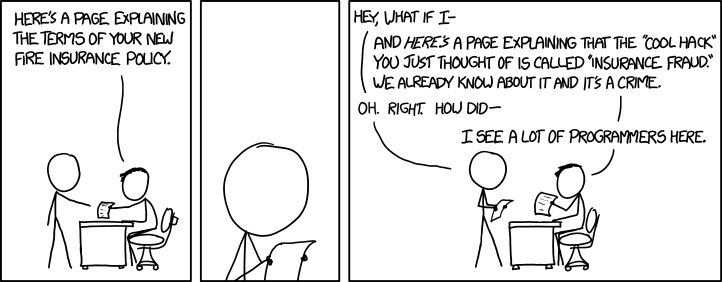 HERE'S A PAGE EXPLAINING
THE TERMS OF YOUR NEW
FIRE INSURANCE POLICY.
HEY, WHAT IF I-
AND HERE'S A PAGE EXPLAINING THAT THE "COOL HACK"
YOU JUST THOUGHT OF IS CALLED "INSURANCE FRAUD."
WE ALREADY KNOW ABOUT IT AND IT'S A CRIME.
OH. RIGHT. HOW DID—
I SEE A LOT OF PROGRAMMERS HERE.